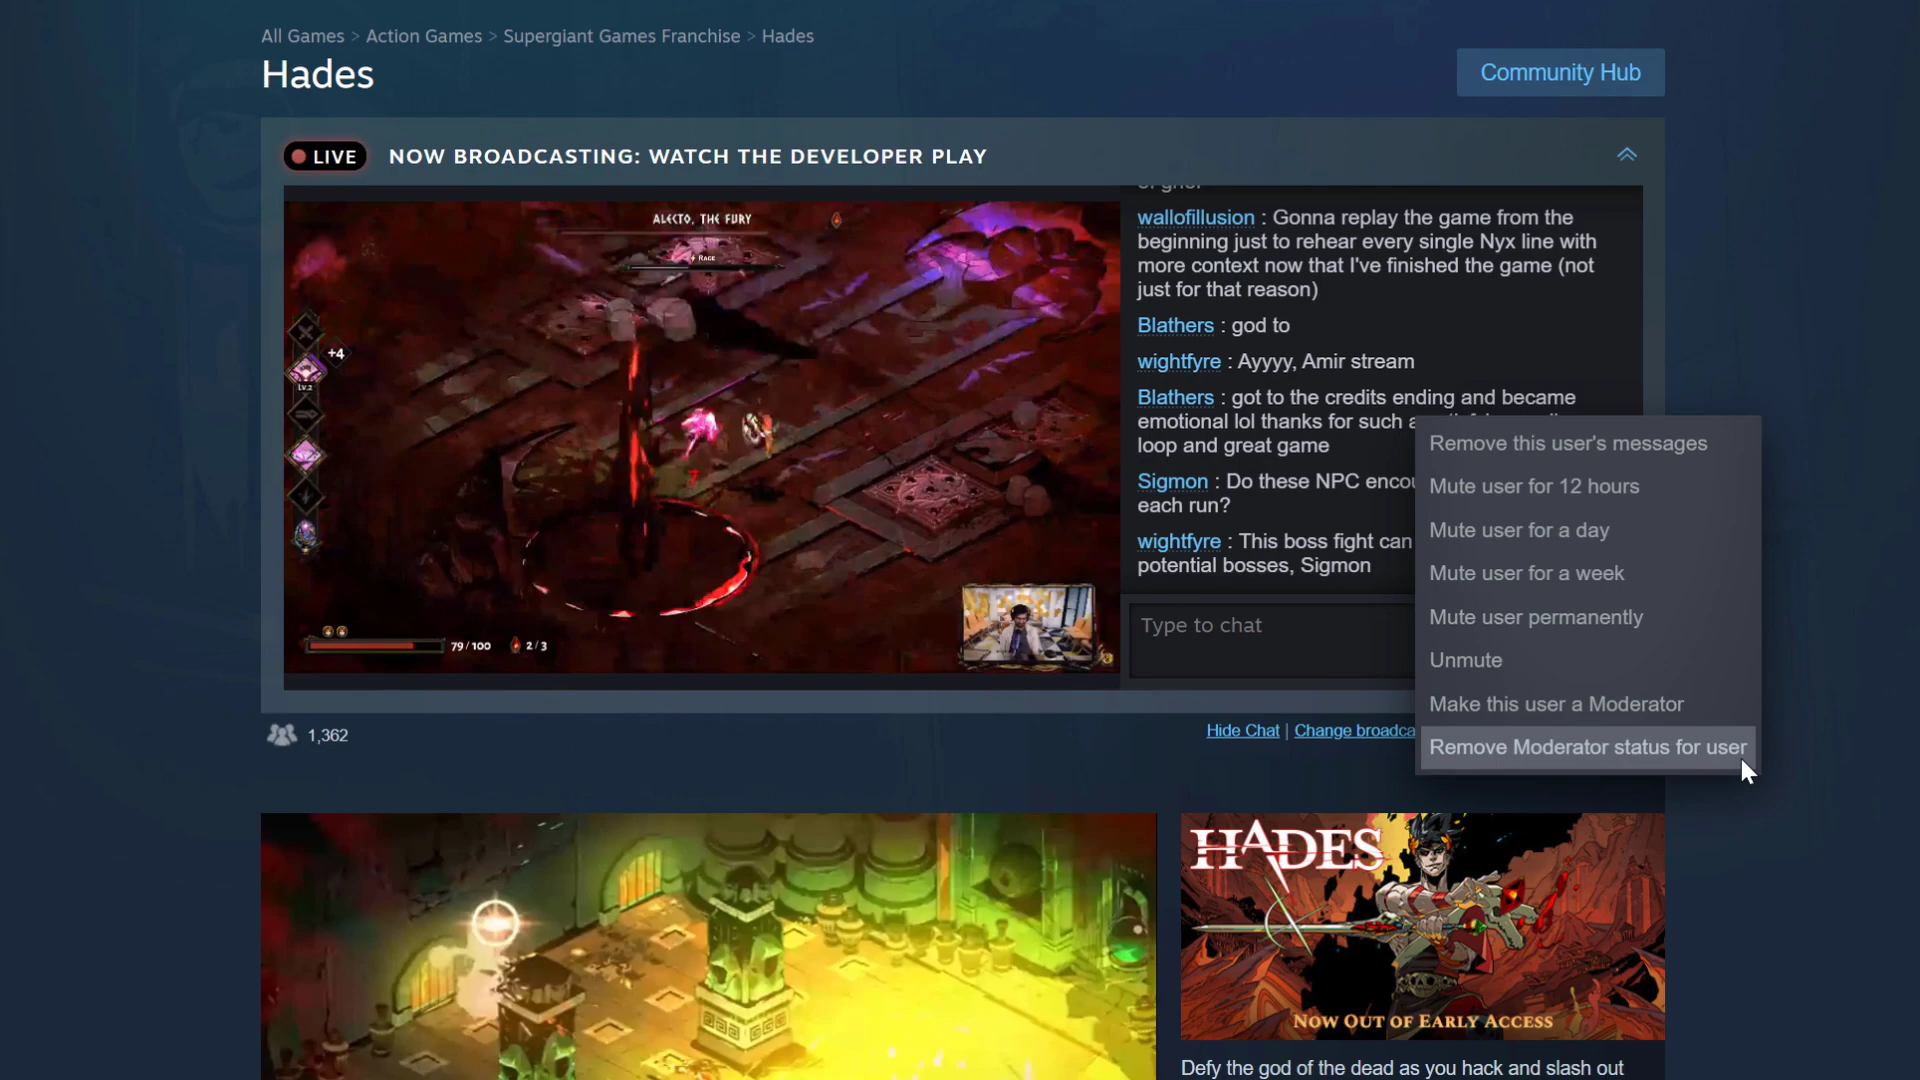 All Games > Action Games > Supergiant Games Franchise > Hades
Hades
Community Hub
LIVE
NOW BROADCASTING: WATCH THE DEVELOPER PLAY
ALECTO, THE FURY
RAGE
+4
Lv.2
7
79/100
2/3
wallofillusion : Gonna replay the game from the
beginning just to rehear every single Nyx line with
more context now that I've finished the game (not
just for that reason)
Blathers : god to
wightfyre : Ayyyy, Amir stream
Blathers : got to the credits ending and became
emotional lol thanks for such a
loop and great game
Sigmon : Do these NPC encou
each run?
wightfyre : This boss fight can
potential bosses, Sigmon
Type to chat
Remove this user's messages
Mute user for 12 hours
Mute user for a day
Mute user for a week
Mute user permanently
Unmute
Make this user a Moderator
Remove Moderator status for user
1,362
Hide Chat | Change broadca
HADES
NOW OUT OF EARLY ACCESS
Defy the god of the dead as you hack and slash out